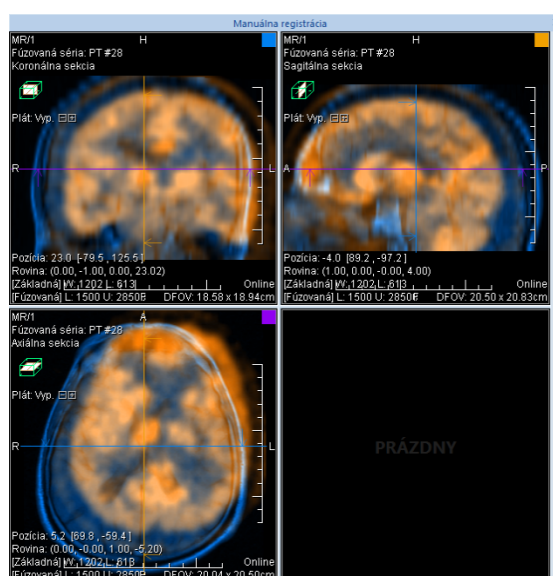 Manuálna registrácia
MR/1
H
Fúzovaná séria: PT #28
Koronálna sekcia
Plát: Vyp.
R
L
Pozícia: 23.0 [-79.5 , 125.5 ]
Rovina: (0.00, -1.00, 0.00, 23.02)
[Základná] W: 1202 L: 613
Online
[Fúzovaná] L: 1500 U: 28500
F
DFOV: 18.58 x 18.94cm
MR/1
H
Fúzovaná séria: PT #28
Sagitálna sekcia
Plát: Vyp.
A
P
Pozícia: -4.0 [89.2 , -97.2 ]
Rovina: (1.00, 0.00, -0.00, 4.00)
[Základná] W: 1202 L: 613
Online
[Fúzovaná] L: 1500 U: 28500
F
DFOV: 20.50 x 20.83cm
MR/1
A
Fúzovaná séria: PT #28
Axiálna sekcia
Plát: Vyp.
R
L
Pozícia: 5.2 [69.8 , -59.4 ]
Rovina: (0.00, -0.00, 1.00, -5.20)
[Základná] W: 1202 L: 613
Online
[Fúzovaná] L: 1500 U: 28500
DFOV: 20.04 x 20.50cm
PRÁZDNY